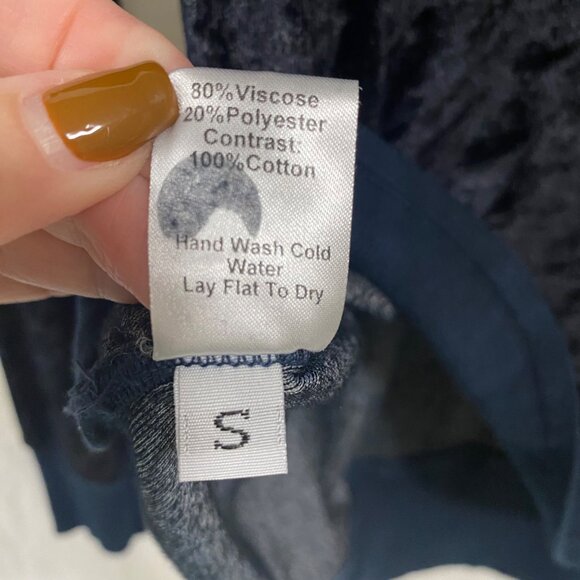 80%Viscose
20%Polyester
Contrast:
100%Cotton
Hand Wash Cold
Water
Lay Flat To Dry
S